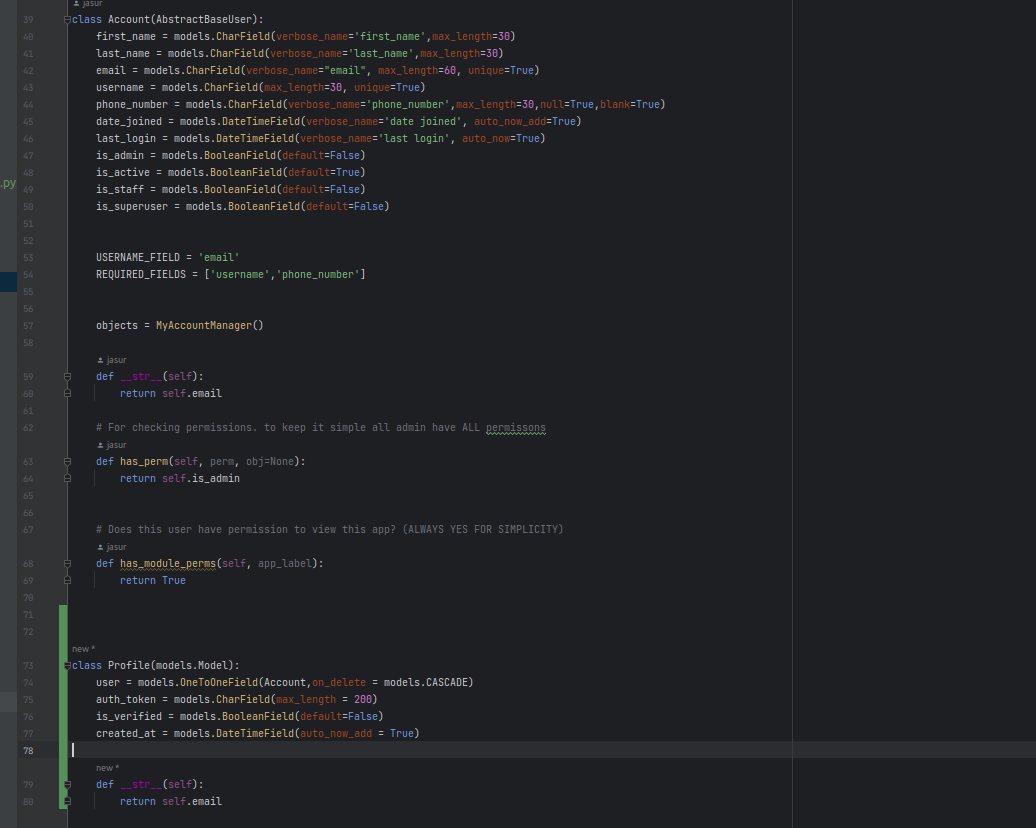 jasur
39 class Account(AbstractBaseUser):
40 first_name = models.CharField(verbose_name='first_name',max_length=30)
41 last_name = models.CharField(verbose_name='last_name',max_length=30)
42 email = models.CharField(verbose_name="email", max_length=60, unique=True)
43 username = models.CharField(max_length=30, unique=True)
44 phone_number = models.CharField(verbose_name='phone_number',max_length=30,null=True,blank=True)
45 date_joined = models.DateTimeField(verbose_name='date joined', auto_now_add=True)
46 last_login = models.DateTimeField(verbose_name='last login', auto_now=True)
47 is_admin = models.BooleanField(default=False)
48 is_active = models.BooleanField(default=True)
.py
49 is_staff = models.BooleanField(default=False)
50 is_superuser = models.BooleanField(default=False)
51
52
53 USERNAME_FIELD = 'email'
54 REQUIRED_FIELDS = ['username','phone_number']
55
56
57 objects = MyAccountManager()
58
jasur
59 def __str__(self):
60 return self.email
61
62 # For checking permissions. to keep it simple all admin have ALL permissons
jasur
63 def has_perm(self, perm, obj=None):
64 return self.is_admin
65
66
67 # Does this user have permission to view this app? (ALWAYS YES FOR SIMPLICITY)
jasur
68 def has_module_perms(self, app_label):
69 return True
70
71
72
new *
73 class Profile(models.Model):
74 user = models.OneToOneField(Account,on_delete = models.CASCADE)
75 auth_token = models.CharField(max_length = 200)
76 is_verified = models.BooleanField(default=False)
77 created_at = models.DateTimeField(auto_now_add = True)
78
new *
79 def __str__(self):
80 return self.email